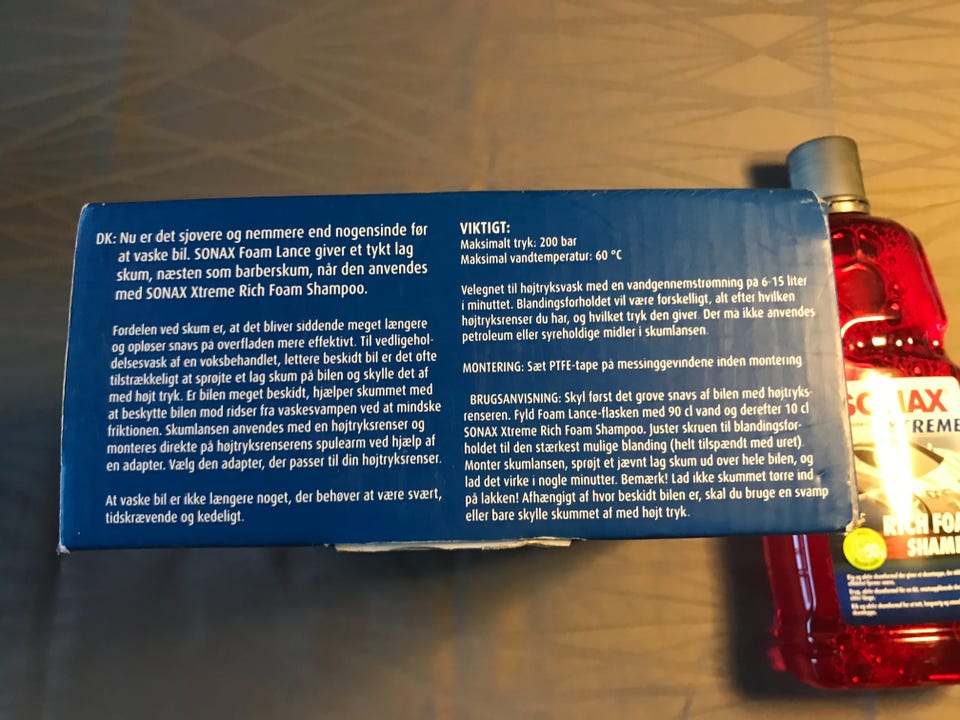 DK: Nu er det sjovere og nemmere end nogensinde før
at vaske bil. SONAX Foam Lance giver et tykt lag
skum, næsten som barberskum, når den anvendes
med SONAX Xtreme Rich Foam Shampoo.
Fordelen ved skum er, at det bliver siddende meget længere
og opløser snavs på overfladen mere effektivt. Til vedligehol-
delsesvask af en voksbehandlet, lettere beskidt bil er det ofte
tilstrækkeligt at sprøjte et lag skum på bilen og skylle det af
med højt tryk. Er bilen meget beskidt, hjælper skummet med
at beskytte bilen mod ridser fra vaskesvampen ved at mindske
friktionen. Skumlansen anvendes med en højtryksrenser og
monteres direkte på højtryksrenserens spulearm ved hjælp af
en adapter. Vælg den adapter, der passer til din højtryksrenser.
At vaske bil er ikke længere noget, der behøver at være svært,
tidskrævende og kedeligt.
VIKTIGT:
Maksimalt tryk: 200 bar
Maksimal vandtemperatur: 60 °C
Velegnet til højtryksvask med en vandgennemstrømning på 6-15 liter
i minuttet. Blandingsforholdet vil være forskelligt, alt efter hvilken
højtryksrenser du har, og hvilket tryk den giver. Der må ikke anvendes
petroleum eller syreholdige midler i skumlansen.
MONTERING: Sæt PTFE-tape på messinggevindene inden montering
BRUGSANVISNING: Skyl først det grove snavs af bilen med højtryks-
renseren. Fyld Foam Lance-flasken med 90 cl vand og derefter 10 cl
SONAX Xtreme Rich Foam Shampoo. Juster skruen til blandingsfor-
holdet til den stærkest mulige blanding (helt tilspændt med uret).
Monter skumlansen, sprøjt et jævnt lag skum ud over hele bilen, og
lad det virke i nogle minutter. Bemærk! Lad ikke skummet tørre ind
på lakken! Afhængigt af hvor beskidt bilen er, skal du bruge en svamp
eller bare skylle skummet af med højt tryk.
SONAX
XTREME
RICH FOA
SHAM